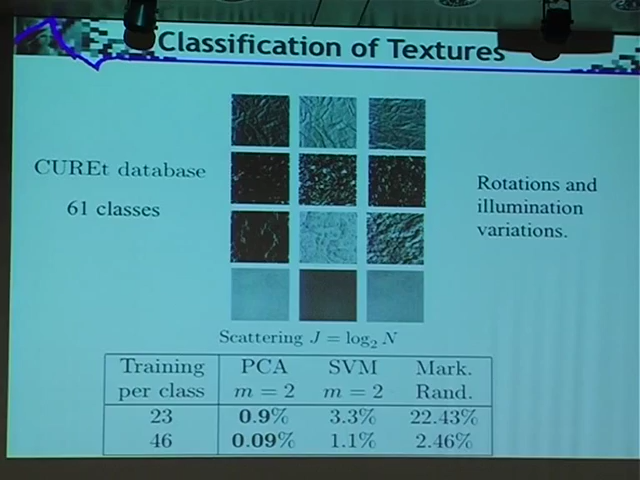 Classification of Textures
CUREt database
61 classes
Rotations and
illumination
variations.
Scattering J = log₂ N
Training PCA SVM Mark.
per class m = 2 m = 2 Rand.
23 0.9% 3.3% 22.43%
46 0.09% 1.1% 2.46%